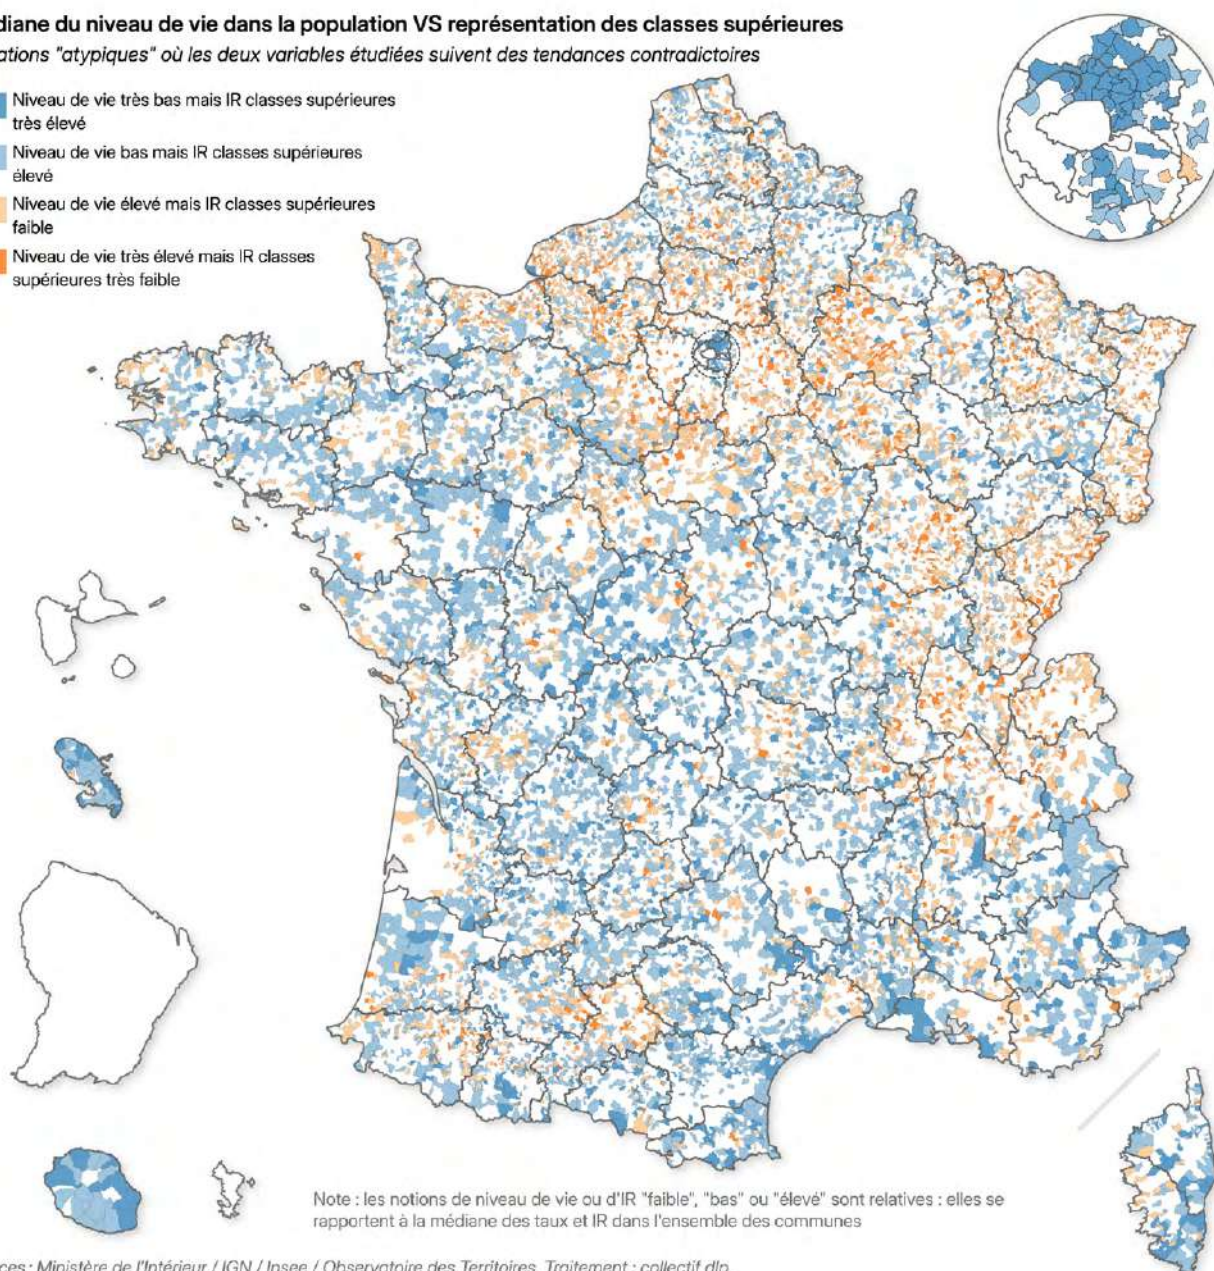 diane du niveau de vie dans la population VS représentation des classes supérieures
ations "atypiques" où les deux variables étudiées suivent des tendances contradictoires
Niveau de vie très bas mais IR classes supérieures
très élevé
Niveau de vie bas mais IR classes supérieures
élevé
Niveau de vie élevé mais IR classes supérieures
faible
Niveau de vie très élevé mais IR classes
supérieures très faible
Note : les notions de niveau de vie ou d'IR "faible", "bas" ou "élevé" sont relatives : elles se
rapportent à la médiane des taux et IR dans l'ensemble des communes
ces : Ministère de l'Intérieur / IGN / Insee / Observatoire des Territoires. Traitement : collectif dlp